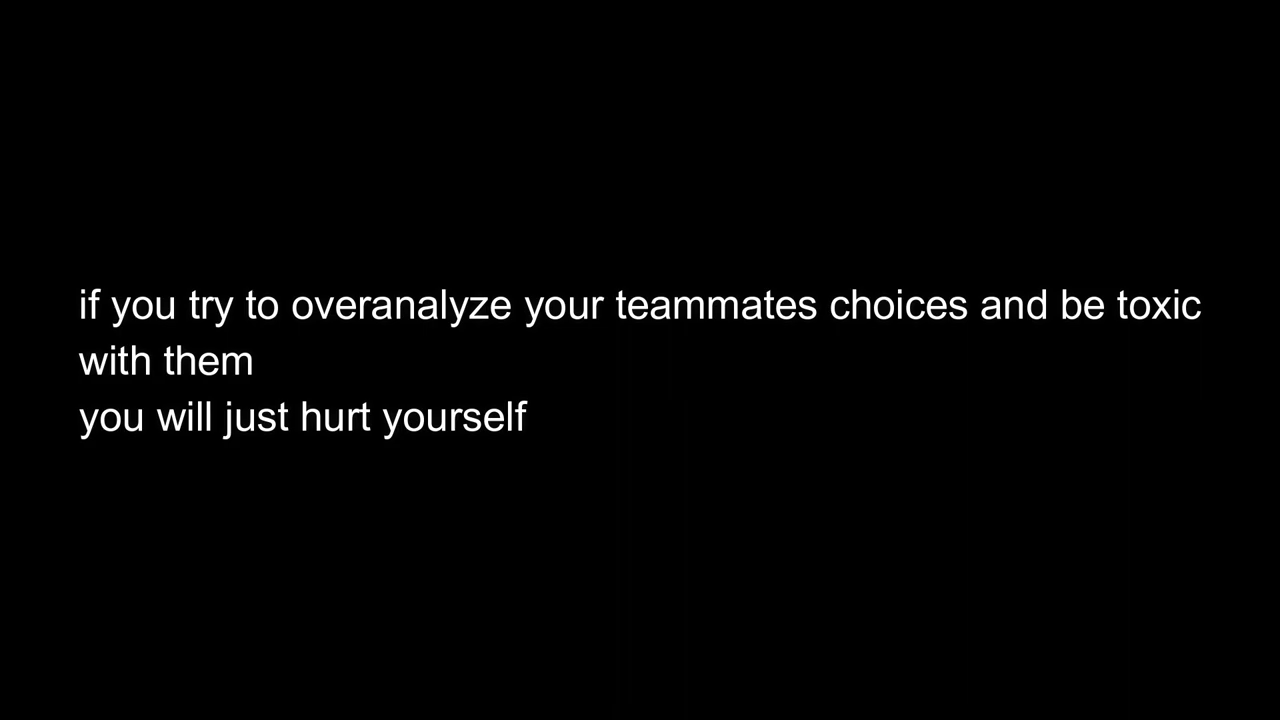 if you try to overanalyze your teammates choices and be toxic
with them
you will just hurt yourself